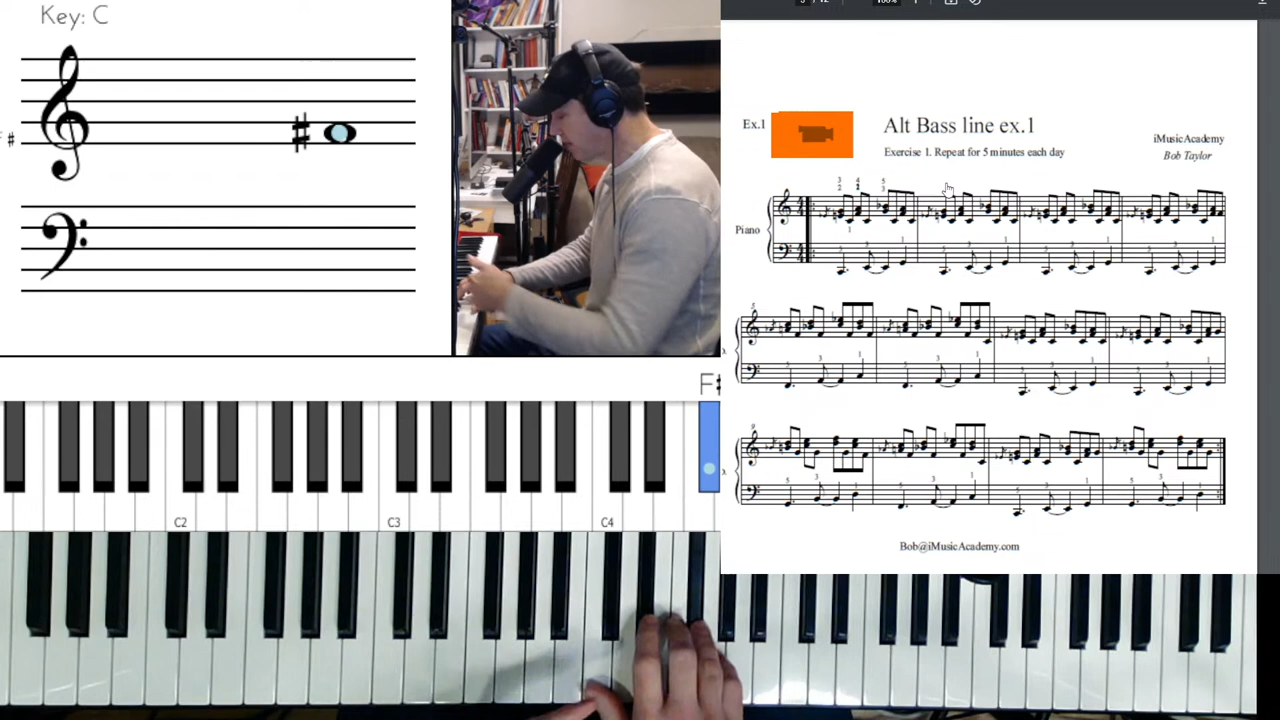 Key: C
#
F#
C2
C3
C4
100%
Ex.1
Alt Bass line ex.1
Exercise 1. Repeat for 5 minutes each day
iMusicAcademy
Bob Taylor
Piano
Bob@iMusicAcademy.com